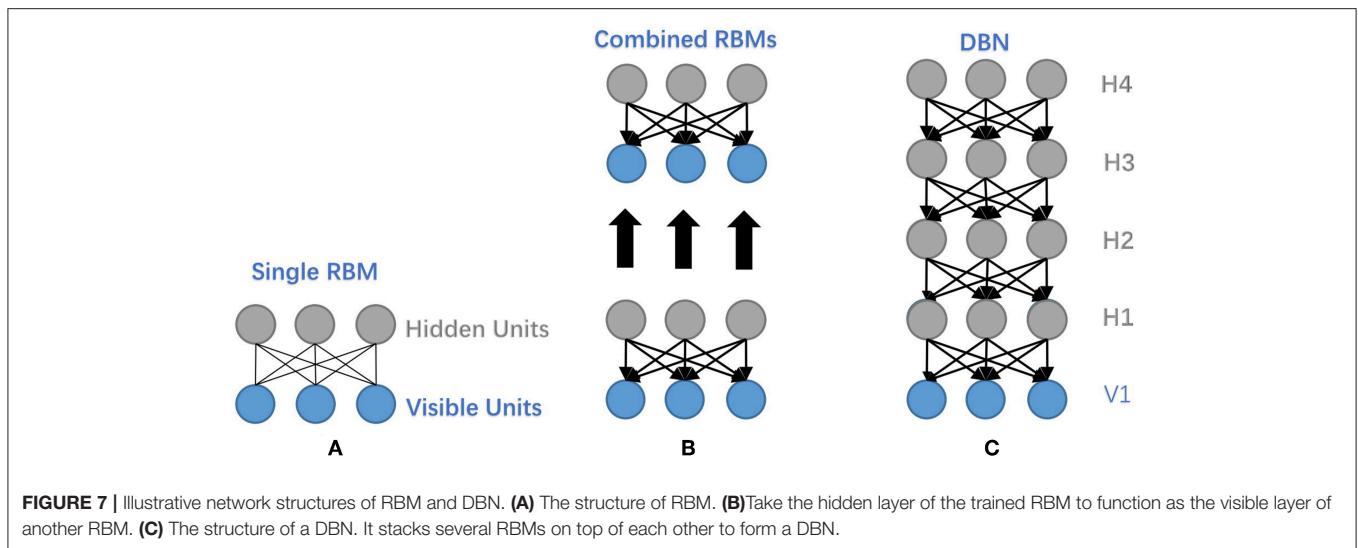 Single RBM
Hidden Units
Visible Units
A
Combined RBMs
B
DBN
H4
H3
H2
H1
V1
C
FIGURE 7 | Illustrative network structures of RBM and DBN. (A) The structure of RBM. (B)Take the hidden layer of the trained RBM to function as the visible layer of
another RBM. (C) The structure of a DBN. It stacks several RBMs on top of each other to form a DBN.